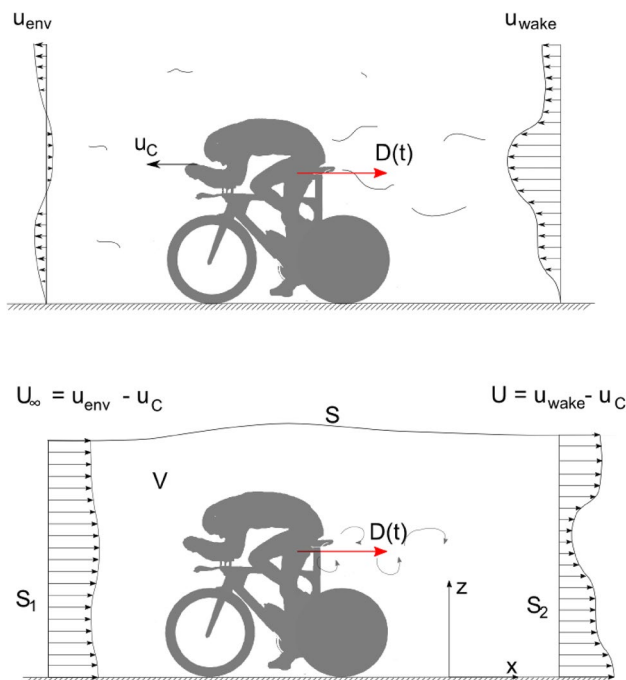 u_env
u_wake
u_C
D(t)
U_∞ = u_env - u_C
U = u_wake - u_C
S
V
D(t)
S_1
S_2
z
x